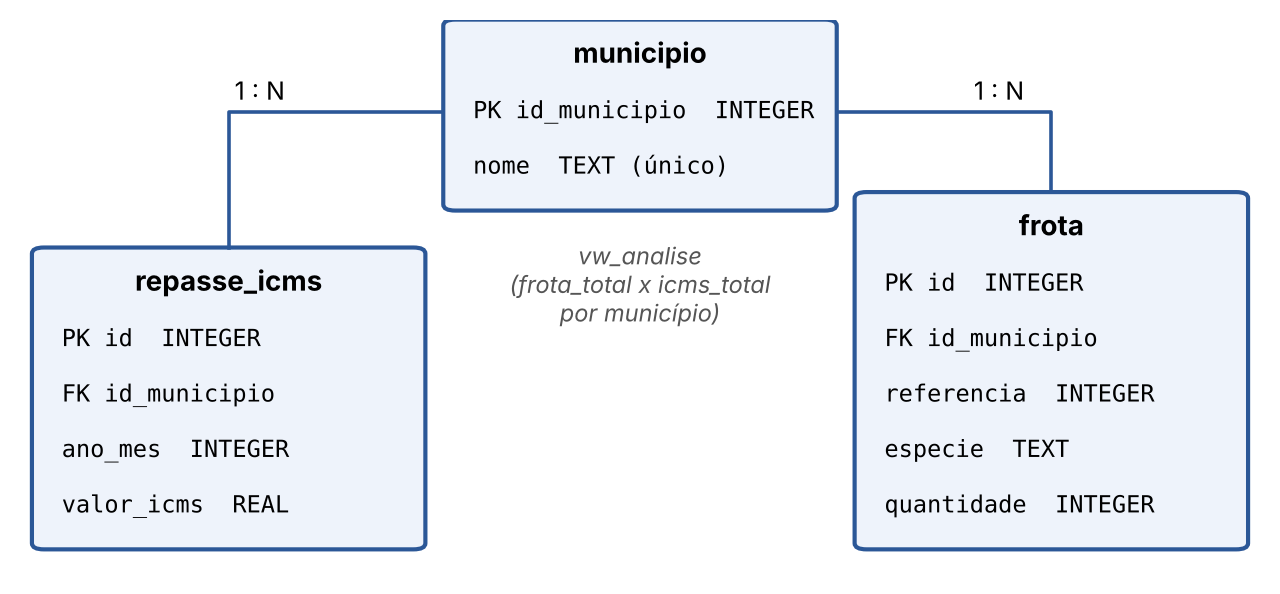 municipio
PK id_municipio  INTEGER
nome  TEXT (único)
1 : N
1 : N
repasse_icms
PK id  INTEGER
FK id_municipio
ano_mes  INTEGER
valor_icms  REAL
vw_analise
(frota_total x icms_total
por município)
frota
PK id  INTEGER
FK id_municipio
referencia  INTEGER
especie  TEXT
quantidade  INTEGER